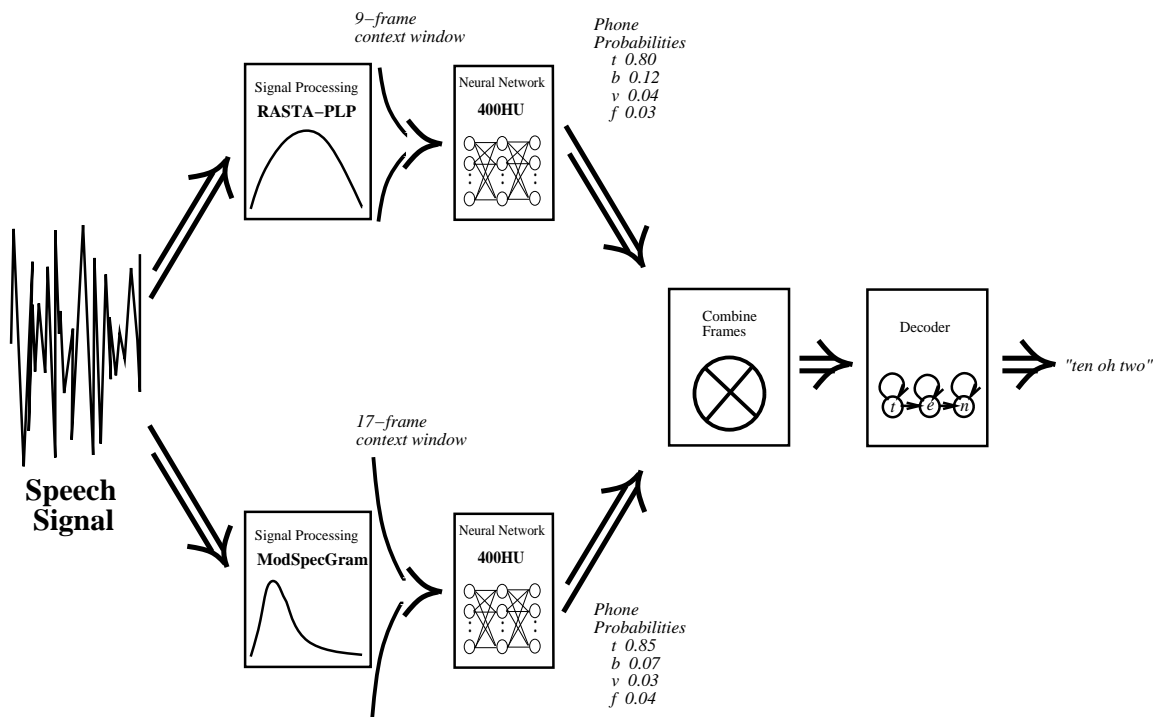 9−frame
context window
Phone
Probabilities
t 0.80
b 0.12
v 0.04
f 0.03
Signal Processing
RASTA−PLP
Neural Network
400HU
Speech
Signal
Combine
Frames
Decoder
t e n
"ten oh two"
17−frame
context window
Signal Processing
ModSpecGram
Neural Network
400HU
Phone
Probabilities
t 0.85
b 0.07
v 0.03
f 0.04